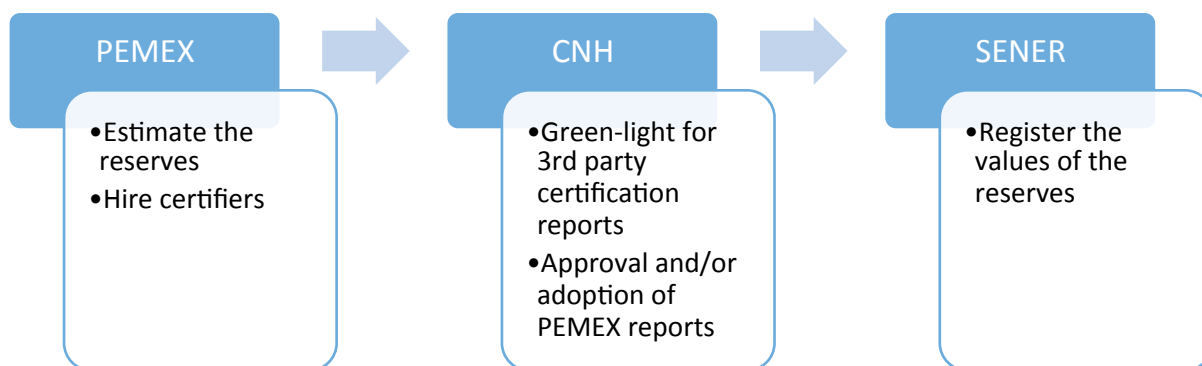 PEMEX
•Estimate the
reserves
•Hire certifiers
CNH
•Green-light for
3rd party
certification
reports
•Approval and/or
adoption of
PEMEX reports
SENER
•Register the
values of the
reserves